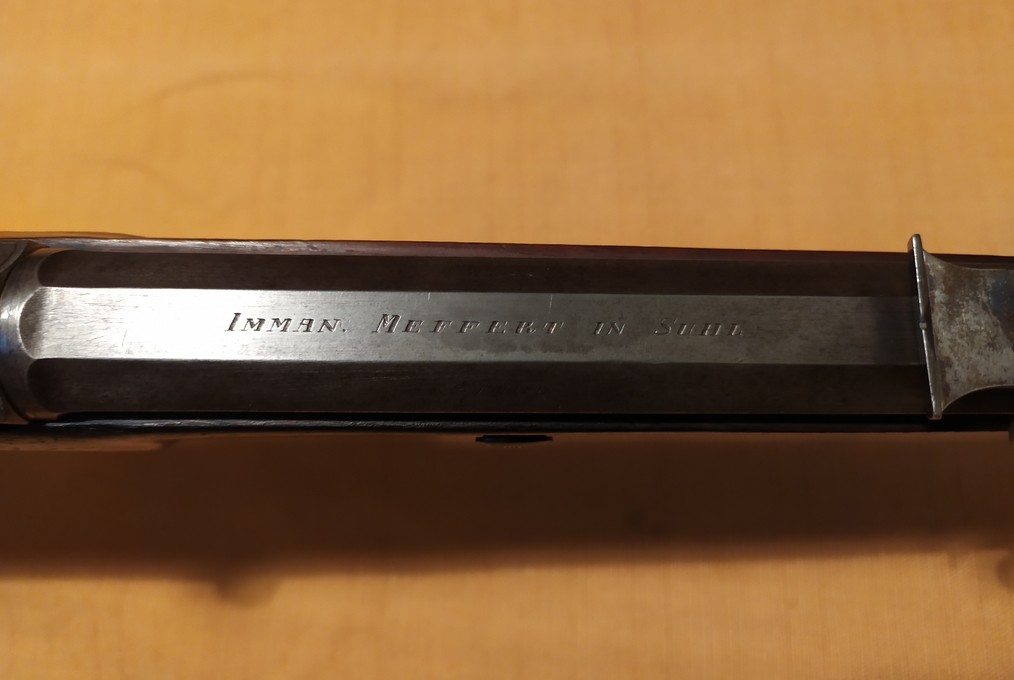 IMMAN. MEFFERT IN SUHL